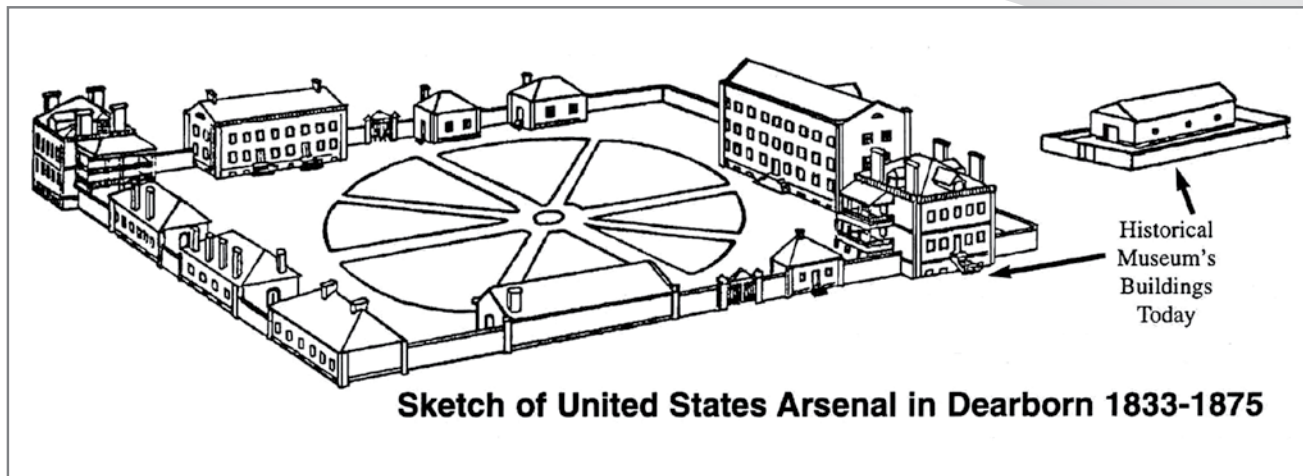 Historical
Museum's
Buildings
Today
Sketch of United States Arsenal in Dearborn 1833-1875